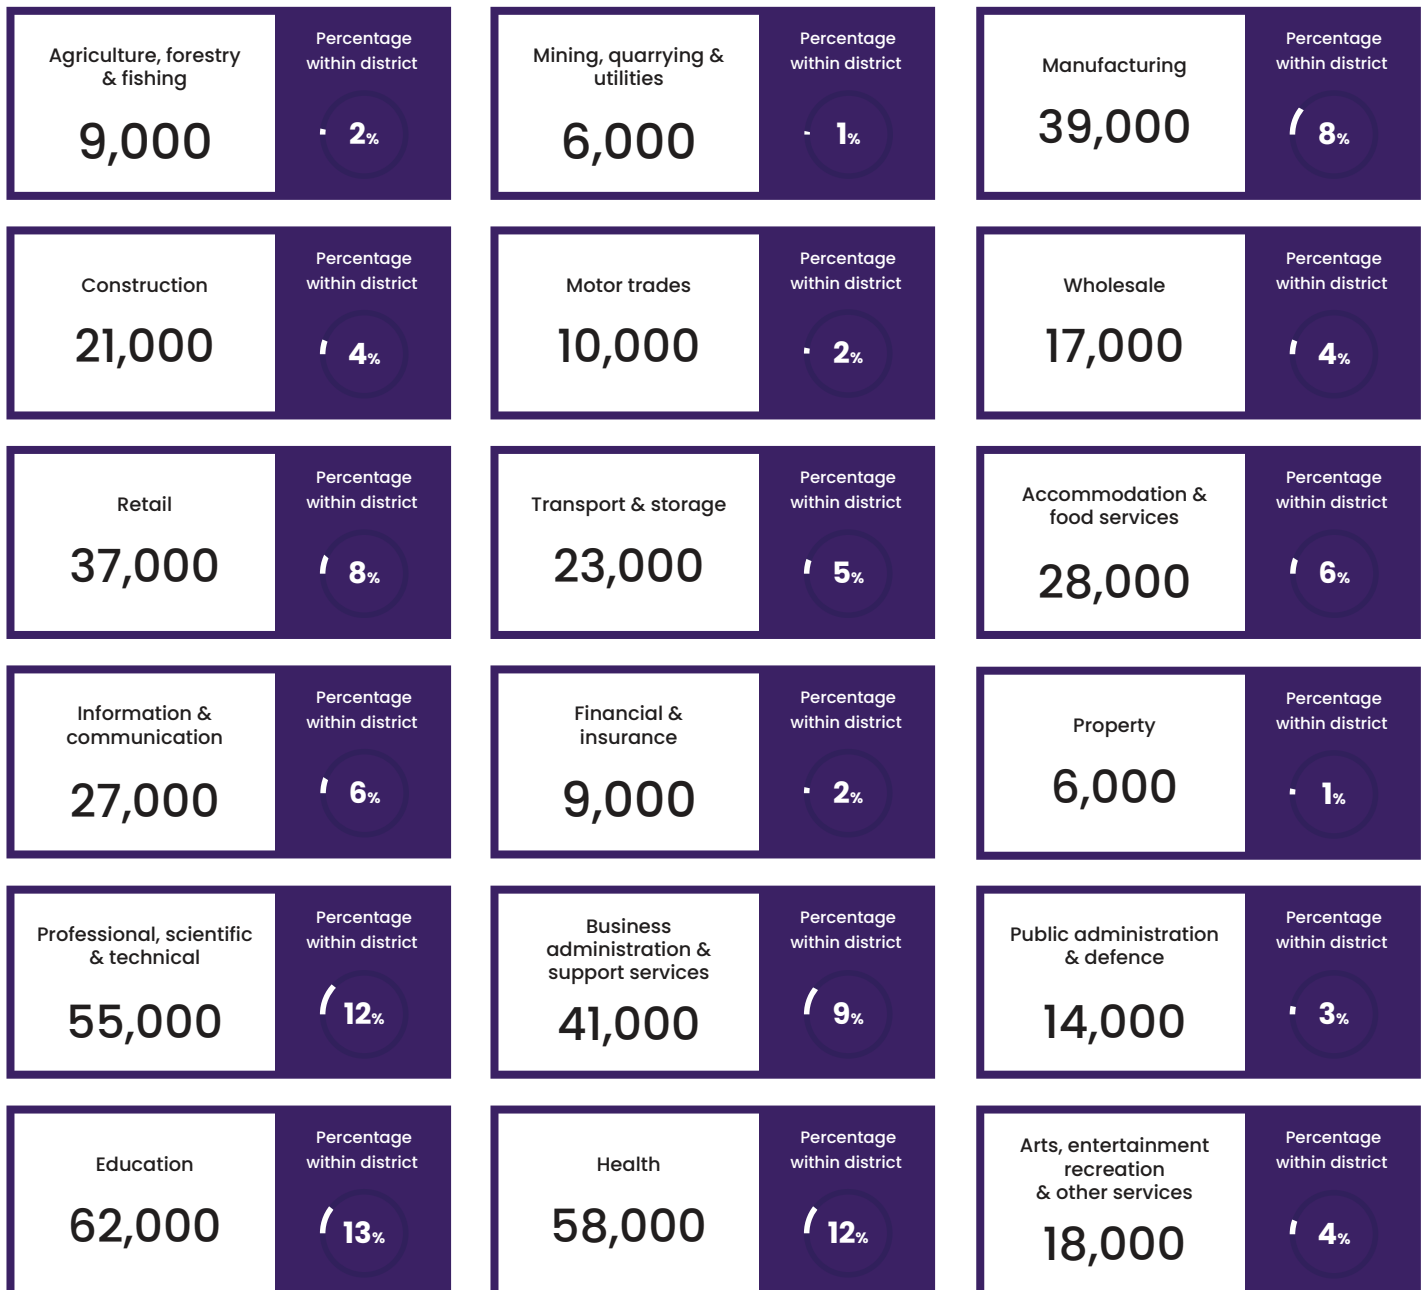 Agriculture, forestry
& fishing
9,000
Percentage
within district
2%
Mining, quarrying &
utilities
6,000
Percentage
within district
1%
Manufacturing
39,000
Percentage
within district
8%
Construction
21,000
Percentage
within district
4%
Motor trades
10,000
Percentage
within district
2%
Wholesale
17,000
Percentage
within district
4%
Retail
37,000
Percentage
within district
8%
Transport & storage
23,000
Percentage
within district
5%
Accommodation &
food services
28,000
Percentage
within district
6%
Information &
communication
27,000
Percentage
within district
6%
Financial &
insurance
9,000
Percentage
within district
2%
Property
6,000
Percentage
within district
1%
Professional, scientific
& technical
55,000
Percentage
within district
12%
Business
administration &
support services
41,000
Percentage
within district
9%
Public administration
& defence
14,000
Percentage
within district
3%
Education
62,000
Percentage
within district
13%
Health
58,000
Percentage
within district
12%
Arts, entertainment
recreation
& other services
18,000
Percentage
within district
4%